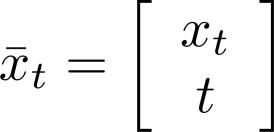 x̄_t = [ x_t
t ]